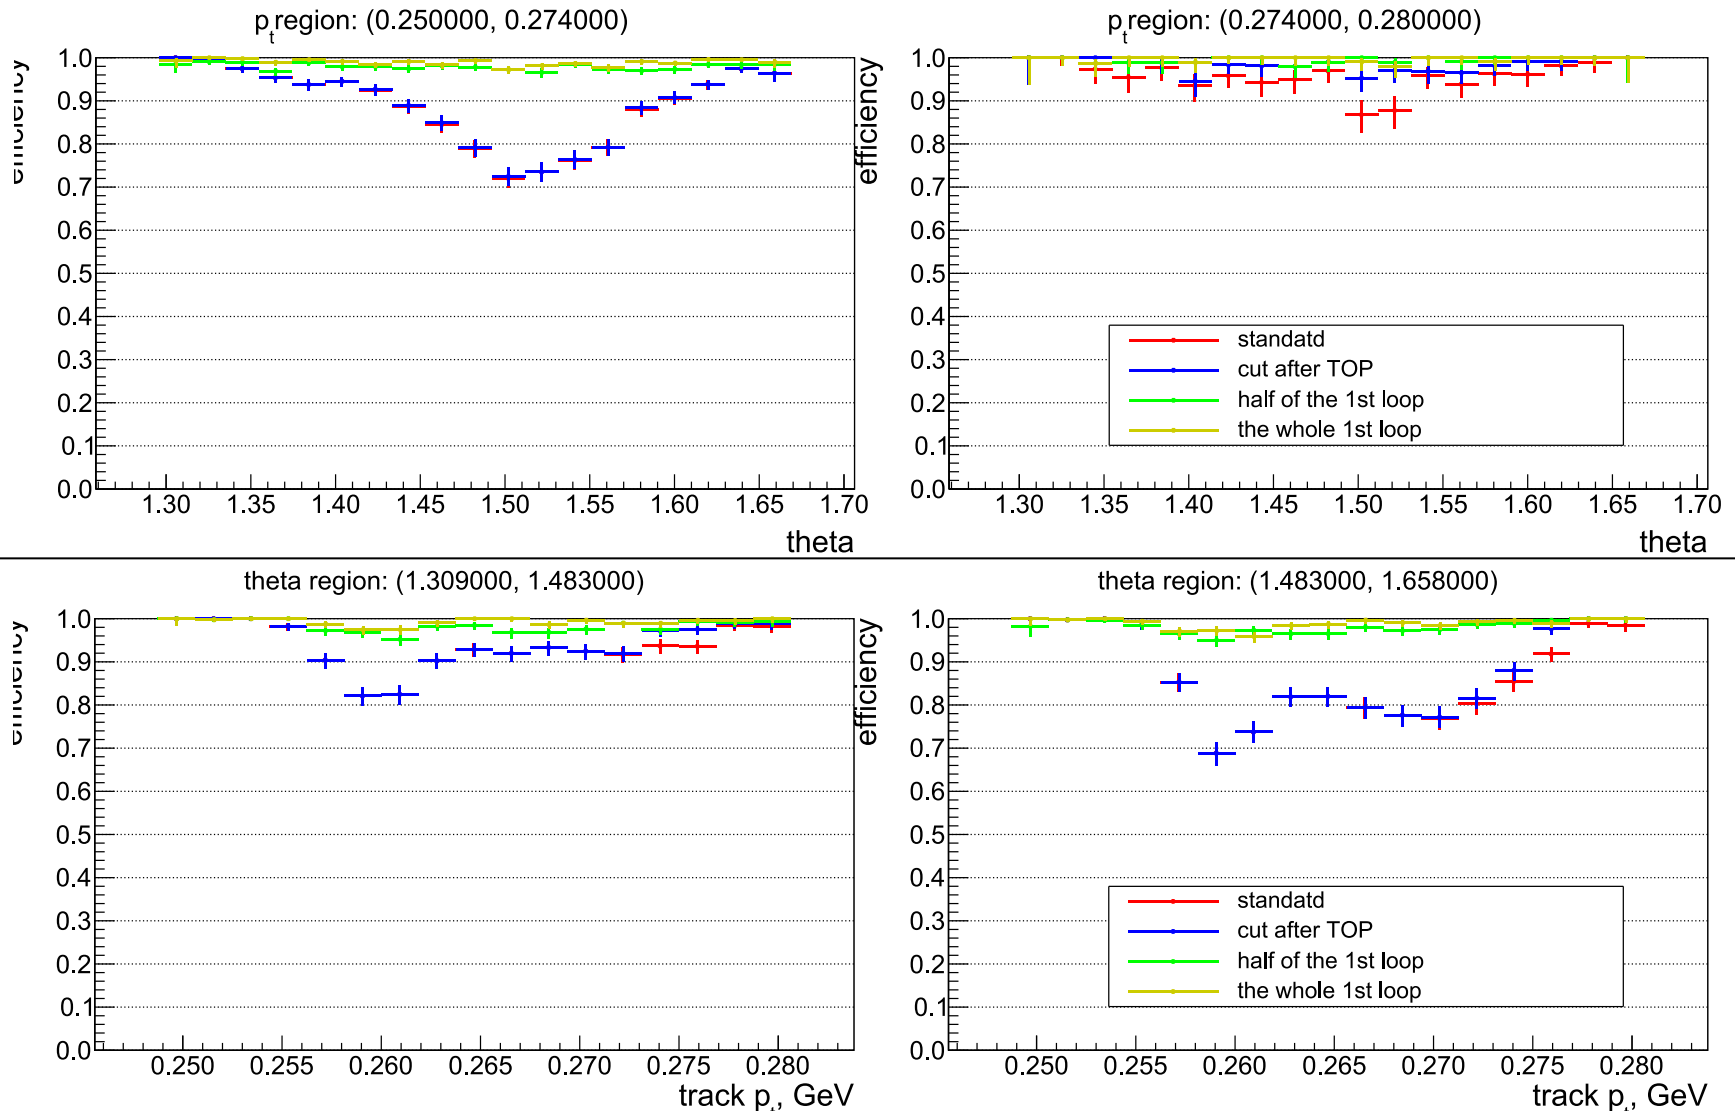 p_t region: (0.250000, 0.274000)
efficiency
1.0
0.9
0.8
0.7
0.6
0.5
0.4
0.3
0.2
0.1
0.0
1.30 1.35 1.40 1.45 1.50 1.55 1.60 1.65 1.70
theta
p_t region: (0.274000, 0.280000)
efficiency
1.0
0.9
0.8
0.7
0.6
0.5
0.4
0.3
0.2
0.1
0.0
standatd
cut after TOP
half of the 1st loop
the whole 1st loop
1.30 1.35 1.40 1.45 1.50 1.55 1.60 1.65 1.70
theta
theta region: (1.309000, 1.483000)
efficiency
1.0
0.9
0.8
0.7
0.6
0.5
0.4
0.3
0.2
0.1
0.0
0.250 0.255 0.260 0.265 0.270 0.275 0.280
track p_t, GeV
theta region: (1.483000, 1.658000)
efficiency
1.0
0.9
0.8
0.7
0.6
0.5
0.4
0.3
0.2
0.1
0.0
standatd
cut after TOP
half of the 1st loop
the whole 1st loop
0.250 0.255 0.260 0.265 0.270 0.275 0.280
track p_t, GeV